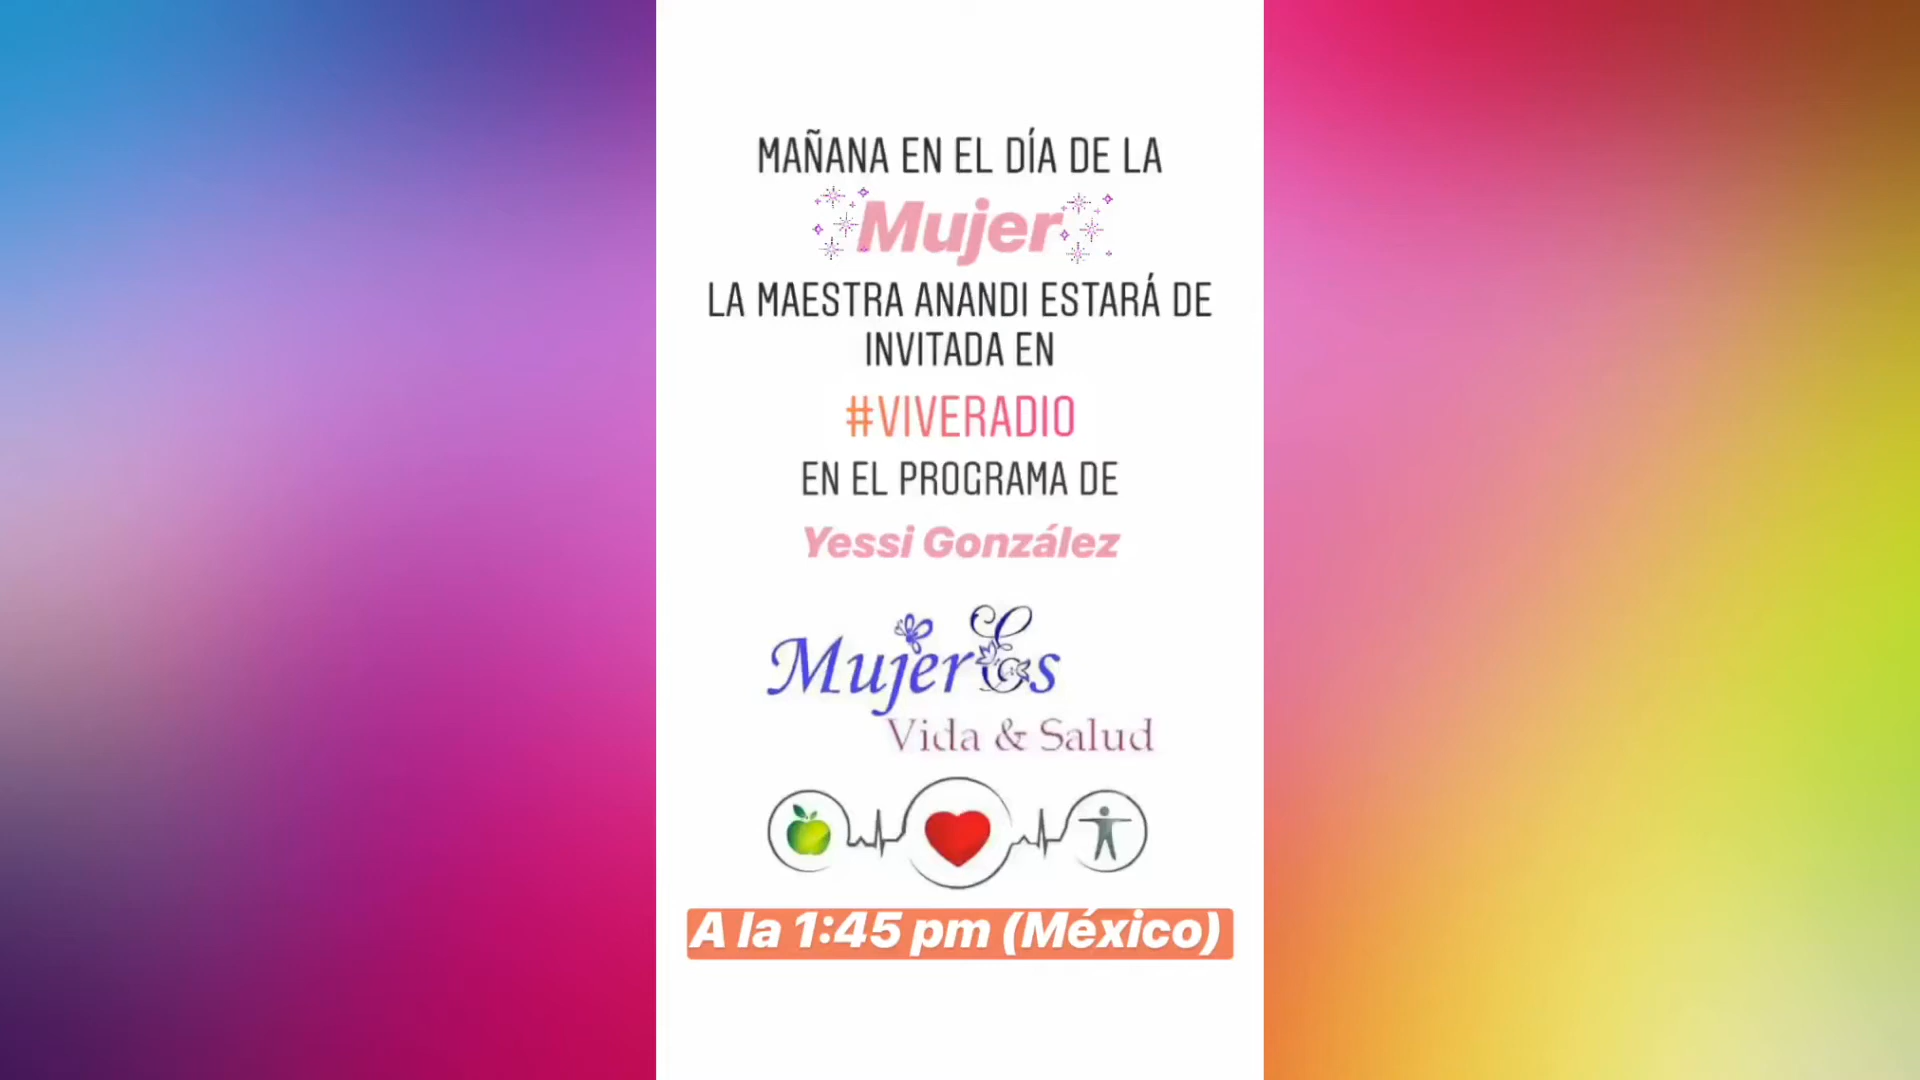 MAÑANA EN EL DÍA DE LA
Mujer
LA MAESTRA ANANDI ESTARÁ DE
INVITADA EN
#VIVERADIO
EN EL PROGRAMA DE
Yessi González
MujerEs
Vida & Salud
A la 1:45 pm (México)